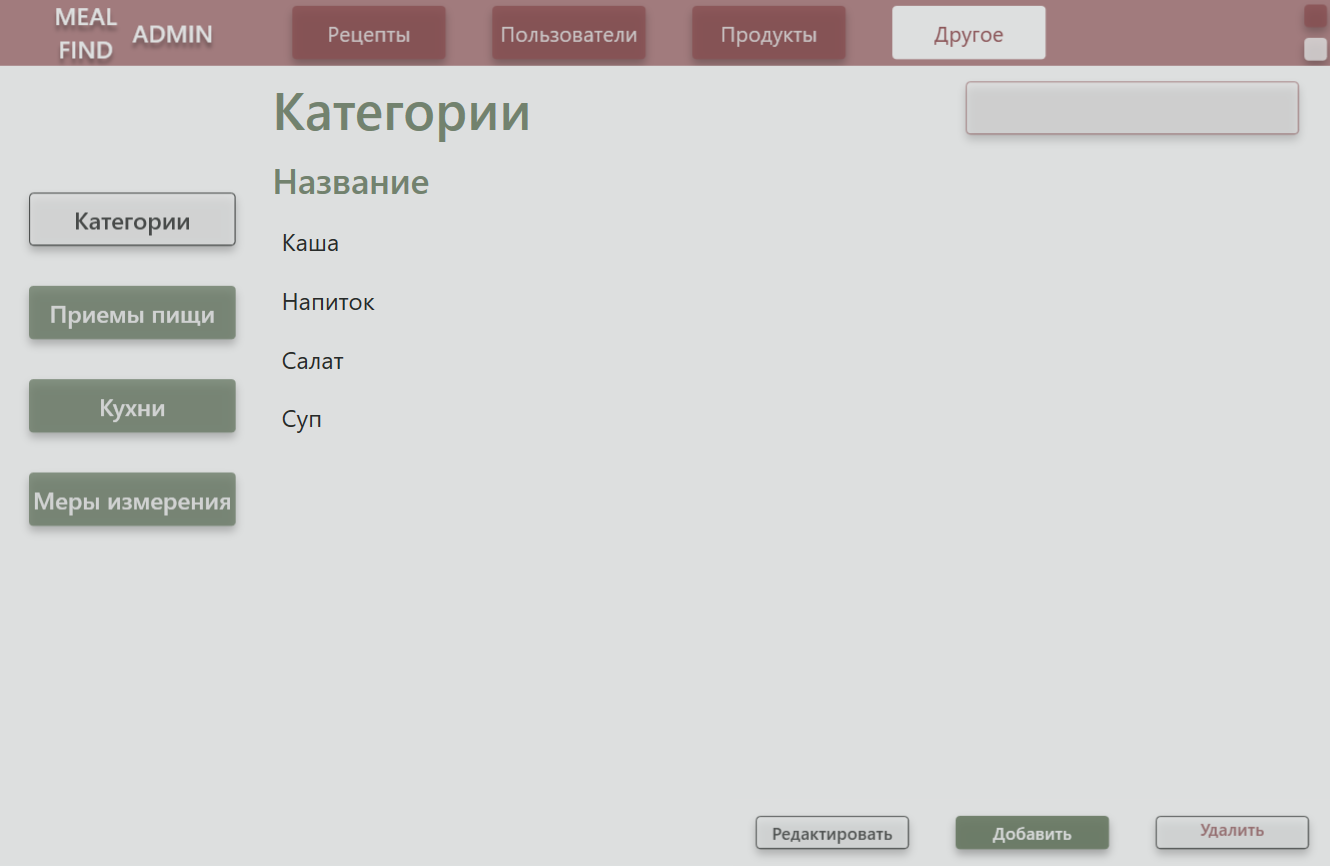 MEAL
FIND
ADMIN
Рецепты
Пользователи
Продукты
Другое
Категории
Название
Каша
Напиток
Салат
Суп
Категории
Приемы пищи
Кухни
Меры измерения
Редактировать
Добавить
Удалить